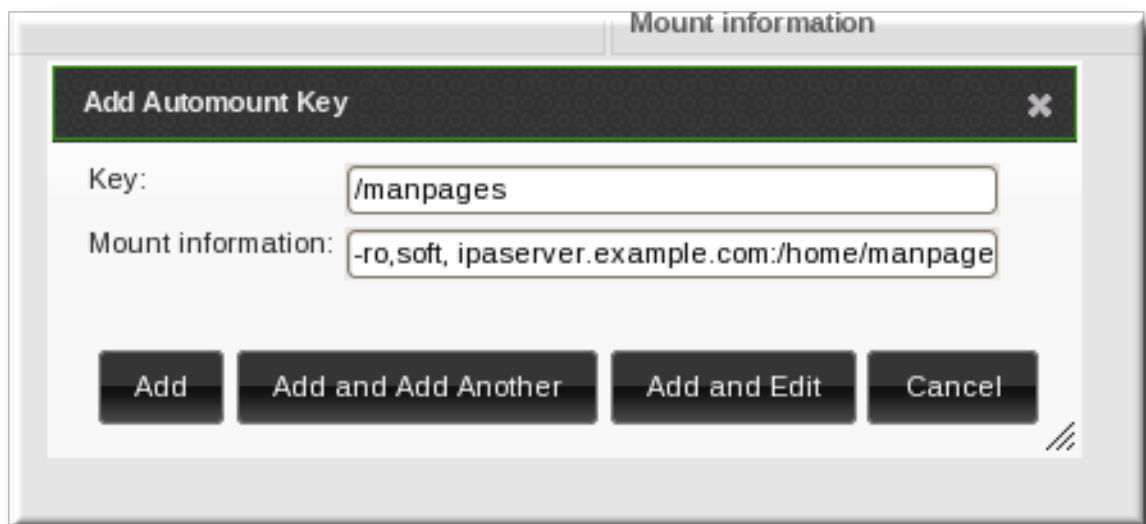 Mount information
Add Automount Key
Key:
/manpages
Mount information:
-ro,soft, ipaserver.example.com:/home/manpage
Add
Add and Add Another
Add and Edit
Cancel